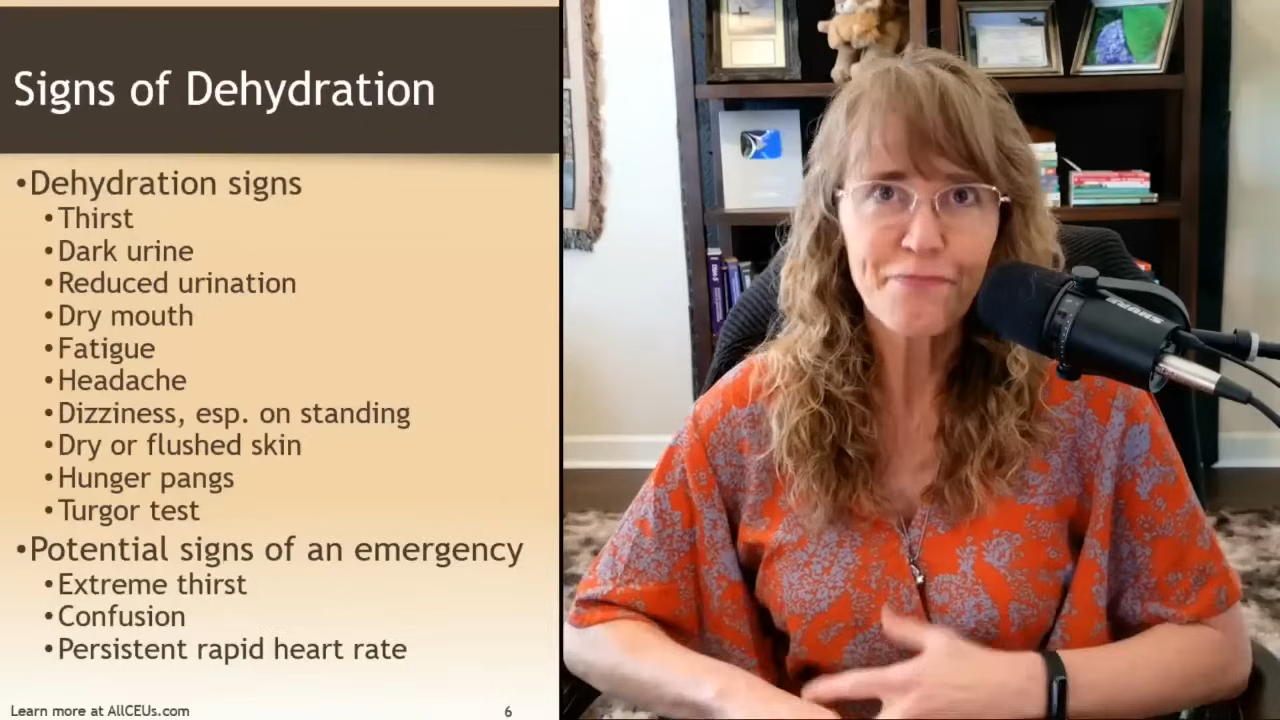 Signs of Dehydration
•Dehydration signs
•Thirst
•Dark urine
•Reduced urination
•Dry mouth
•Fatigue
•Headache
•Dizziness, esp. on standing
•Dry or flushed skin
•Hunger pangs
•Turgor test
•Potential signs of an emergency
•Extreme thirst
•Confusion
•Persistent rapid heart rate
Learn more at AllCEUs.com
6
SHURE